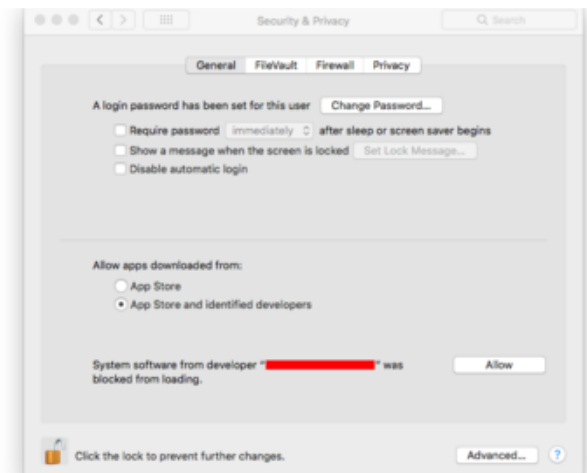 Security & Privacy
Search
General FileVault Firewall Privacy
A login password has been set for this user Change Password...
Require password immediately after sleep or screen saver begins
Show a message when the screen is locked Set Lock Message...
Disable automatic login
Allow apps downloaded from:
App Store
App Store and identified developers
System software from developer “ ” was Allow
blocked from loading.
Click the lock to prevent further changes. Advanced... ?